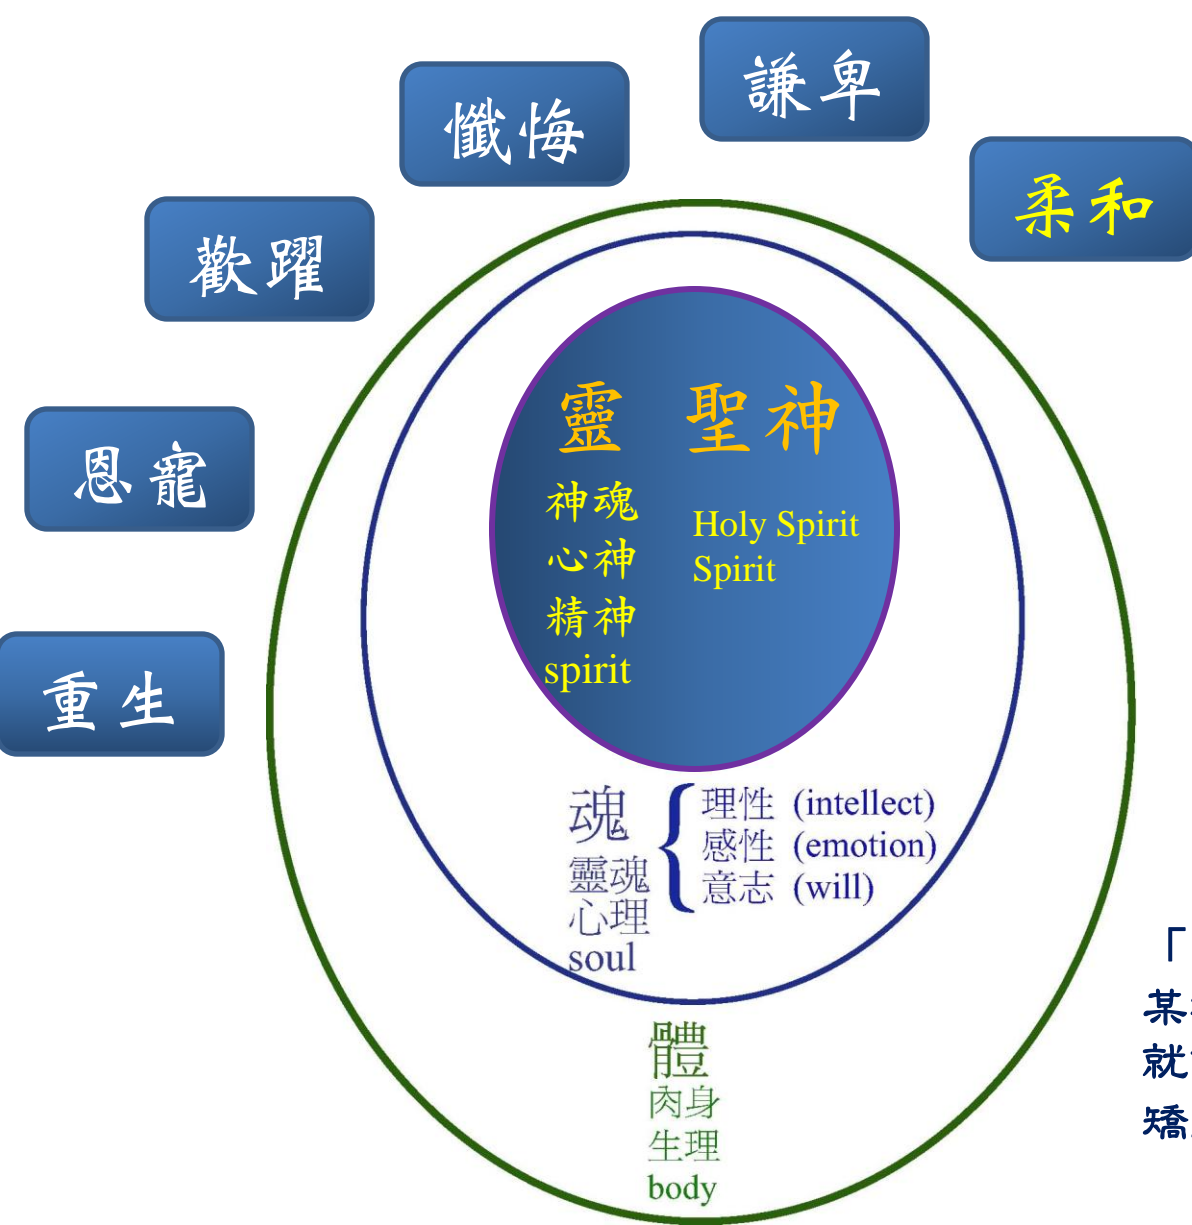 謙卑
懺悔
柔和
歡躍
恩寵
重生
靈 聖神
神魂
心神
精神
spirit
Holy Spirit
Spirit
魂
靈魂
心理
soul
理性 (intellect)
感性 (emotion)
意志 (will)
體
肉身
生理
body
「
某
就
矯